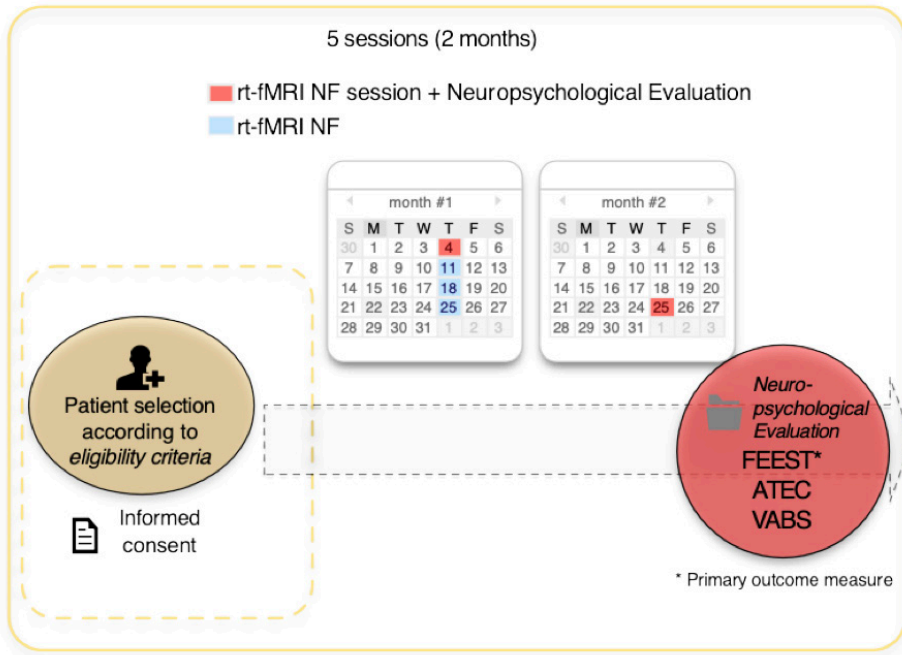 5 sessions (2 months)
rt-fMRI NF session + Neuropsychological Evaluation
rt-fMRI NF
month #1
S M T W T F S
30 1 2 3 4 5 6
7 8 9 10 11 12 13
14 15 16 17 18 19 20
21 22 23 24 25 26 27
28 29 30 31 1 2 3
month #2
S M T W T F S
30 1 2 3 4 5 6
7 8 9 10 11 12 13
14 15 16 17 18 19 20
21 22 23 24 25 26 27
28 29 30 31 1 2 3
Patient selection
according to
eligibility criteria
Informed
consent
Neuro-
psychological
Evaluation
FEEST*
ATEC
VABS
* Primary outcome measure